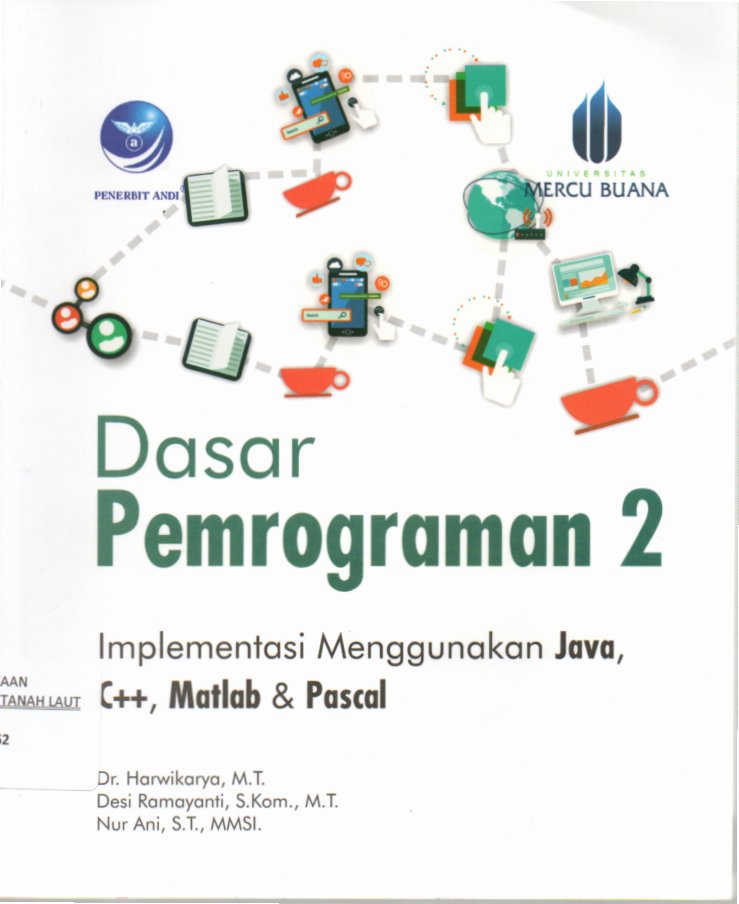 PENERBIT ANDI
UNIVERSITAS
MERCU BUANA
Dasar
Pemrograman 2
Implementasi Menggunakan Java,
C++, Matlab & Pascal
AAN
TANAH LAUT
62
Dr. Harwikarya, M.T.
Desi Ramayanti, S.Kom., M.T.
Nur Ani, S.T., MMSI.